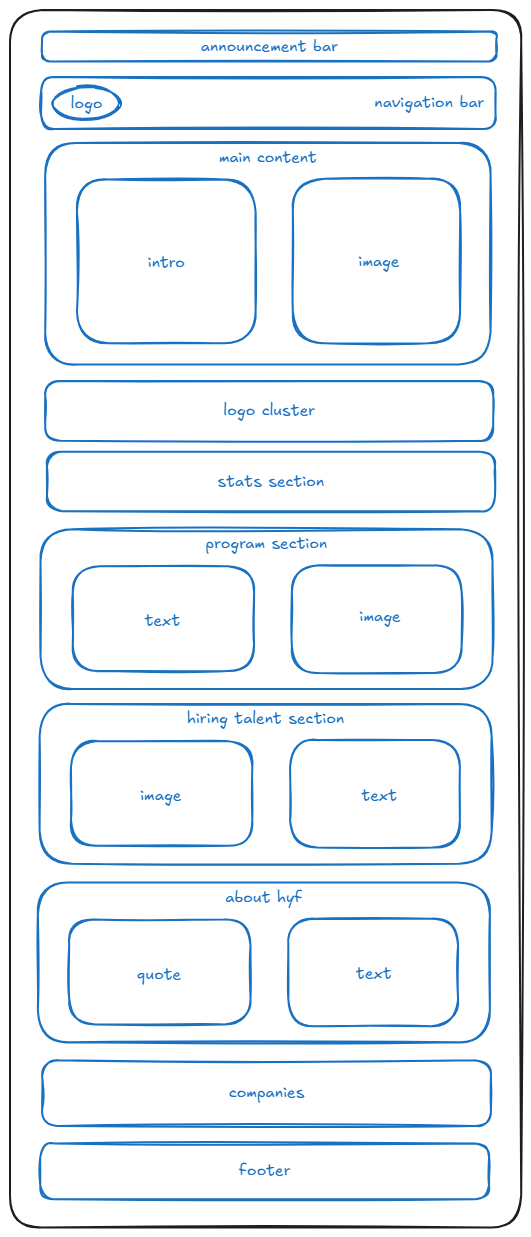 announcement bar
logo
navigation bar
main content
intro
image
logo cluster
stats section
program section
text
image
hiring talent section
image
text
about hyf
quote
text
companies
footer